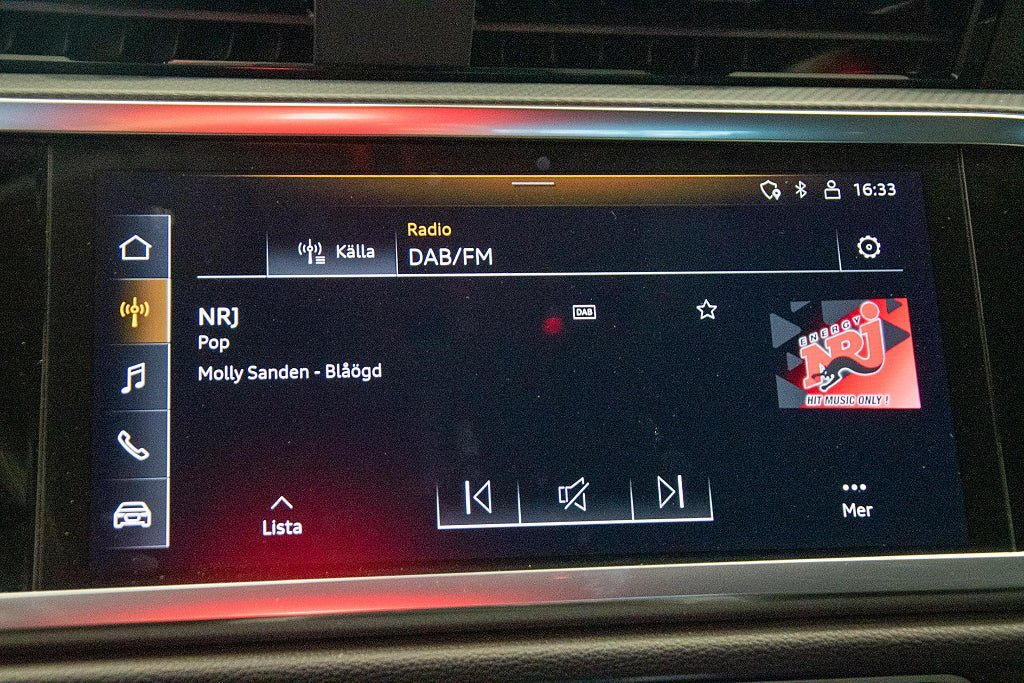 16:33
Källa
Radio
DAB/FM
NRJ
Pop
Molly Sanden - Blåögd
DAB
ENERGY
NRJ
HIT MUSIC ONLY !
Lista
Mer